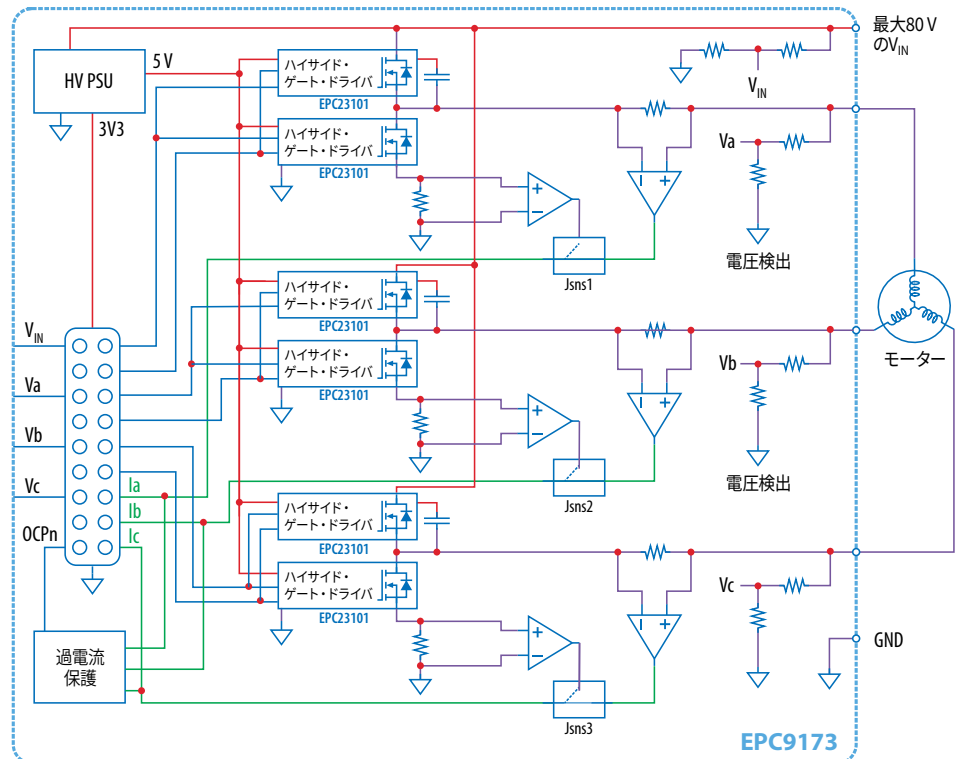 最大80 V
のV_IN
HV PSU
5 V
3V3
ハイサイド・
ゲート・ドライバ
EPC23101
ハイサイド・
ゲート・ドライバ
EPC23101
V_IN
Va
電圧検出
Jsns1
ハイサイド・
ゲート・ドライバ
EPC23101
ハイサイド・
ゲート・ドライバ
EPC23101
Vb
電圧検出
Jsns2
モーター
V_IN
Va
Vb
Vc
OCPn
Ia
Ib
Ic
ハイサイド・
ゲート・ドライバ
EPC23101
ハイサイド・
ゲート・ドライバ
EPC23101
Vc
GND
過電流
保護
Jsns3
EPC9173